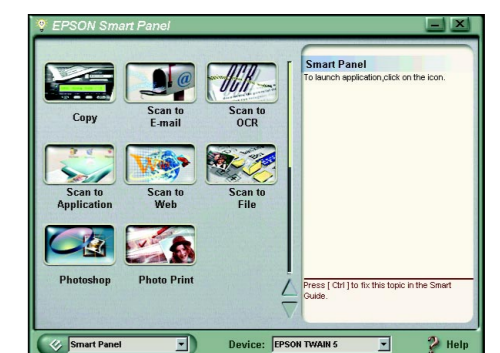 EPSON Smart Panel
Copy
Scan to
E-mail
OCR
Scan to
OCR
Scan to
Application
Scan to
Web
Scan to
File
Photoshop
Photo Print
Smart Panel
To launch application,click on the icon.
Press [ Ctrl ] to fix this topic in the Smart
Guide.
Smart Panel
Device: EPSON TWAIN 5
Help